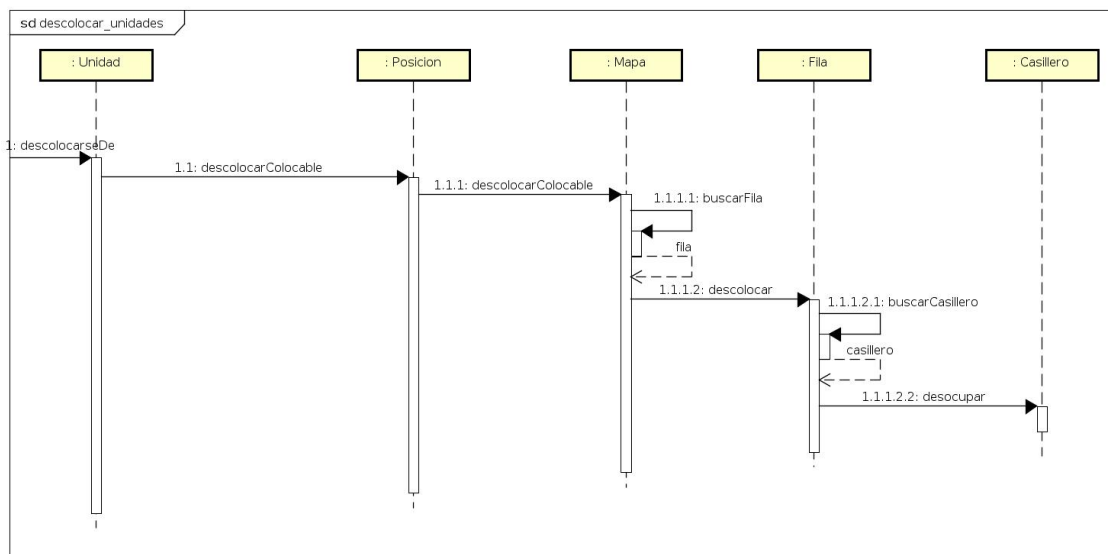 sd descolocar_unidades
: Unidad
: Posicion
: Mapa
: Fila
: Casillero
1: descolocarseDe
1.1: descolocarColocable
1.1.1: descolocarColocable
1.1.1.1: buscarFila
fila
1.1.1.2: descolocar
1.1.1.2.1: buscarCasillero
casillero
1.1.1.2.2: desocupar